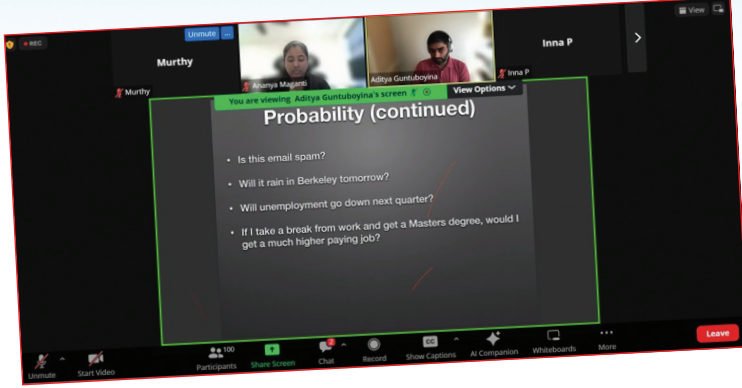 REC
View
Unmute ...
Murthy
Murthy
Ananya Maganti
Aditya Guntuboyina
Inna P
Inna P
You are viewing Aditya Guntuboyina's screen
View Options
Probability (continued)
• Is this email spam?
• Will it rain in Berkeley tomorrow?
• Will unemployment go down next quarter?
• If I take a break from work and get a Masters degree, would I
get a much higher paying job?
Unmute
Start Video
Participants
100
Share Screen
Chat
2
Record
CC
Show Captions
AI Companion
Whiteboards
More
Leave